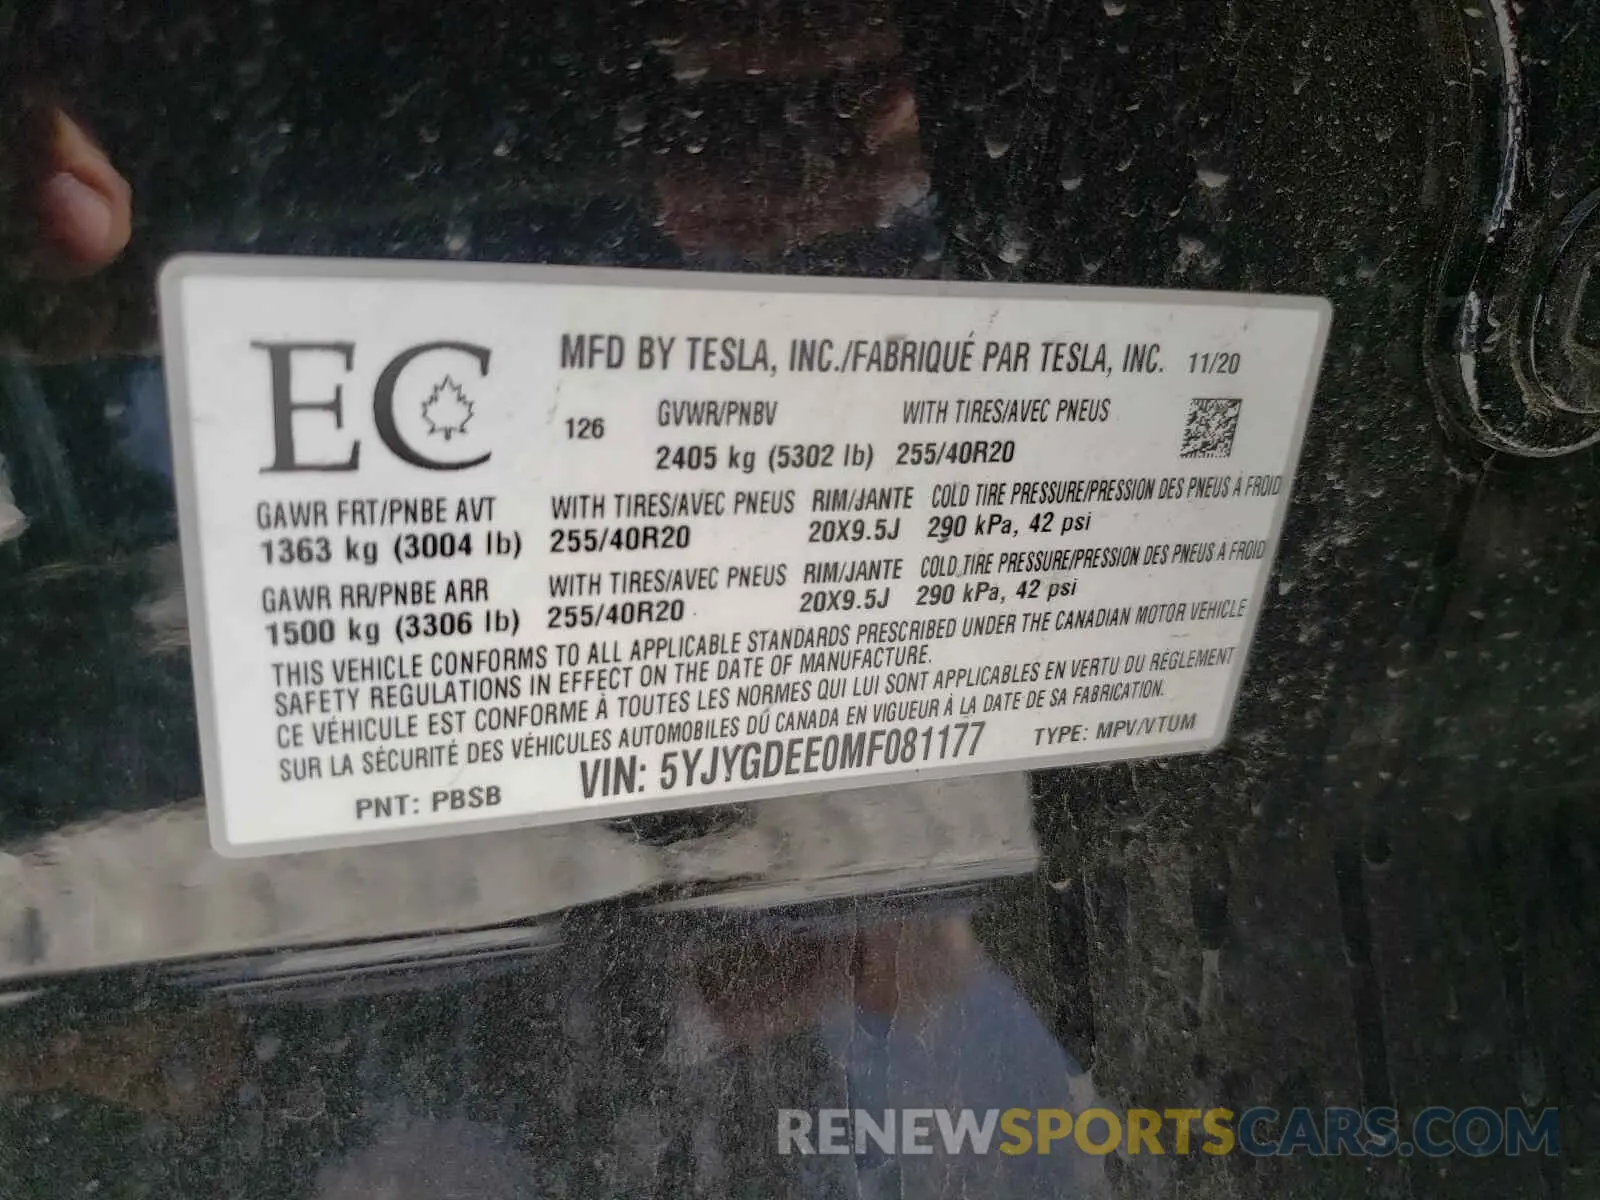 EC
MFD BY TESLA, INC./FABRIQUÉ PAR TESLA, INC. 11/20
126 GVWR/PNBV WITH TIRES/AVEC PNEUS
2405 kg (5302 lb) 255/40R20
GAWR FRT/PNBE AVT WITH TIRES/AVEC PNEUS RIM/JANTE COLD TIRE PRESSURE/PRESSION DES PNEUS À FROID
1363 kg (3004 lb) 255/40R20 20X9.5J 290 kPa, 42 psi
GAWR RR/PNBE ARR WITH TIRES/AVEC PNEUS RIM/JANTE COLD TIRE PRESSURE/PRESSION DES PNEUS À FROID
1500 kg (3306 lb) 255/40R20 20X9.5J 290 kPa, 42 psi
THIS VEHICLE CONFORMS TO ALL APPLICABLE STANDARDS PRESCRIBED UNDER THE CANADIAN MOTOR VEHICLE
SAFETY REGULATIONS IN EFFECT ON THE DATE OF MANUFACTURE.
CE VÉHICULE EST CONFORME À TOUTES LES NORMES QUI LUI SONT APPLICABLES EN VERTU DU RÉGLEMENT
SUR LA SÉCURITÉ DES VÉHICULES AUTOMOBILES DU CANADA EN VIGUEUR À LA DATE DE SA FABRICATION.
PNT: PBSB VIN: 5YJYGDEE0MF081177 TYPE: MPV/VTUM
RENEWSPORTSCARS.COM